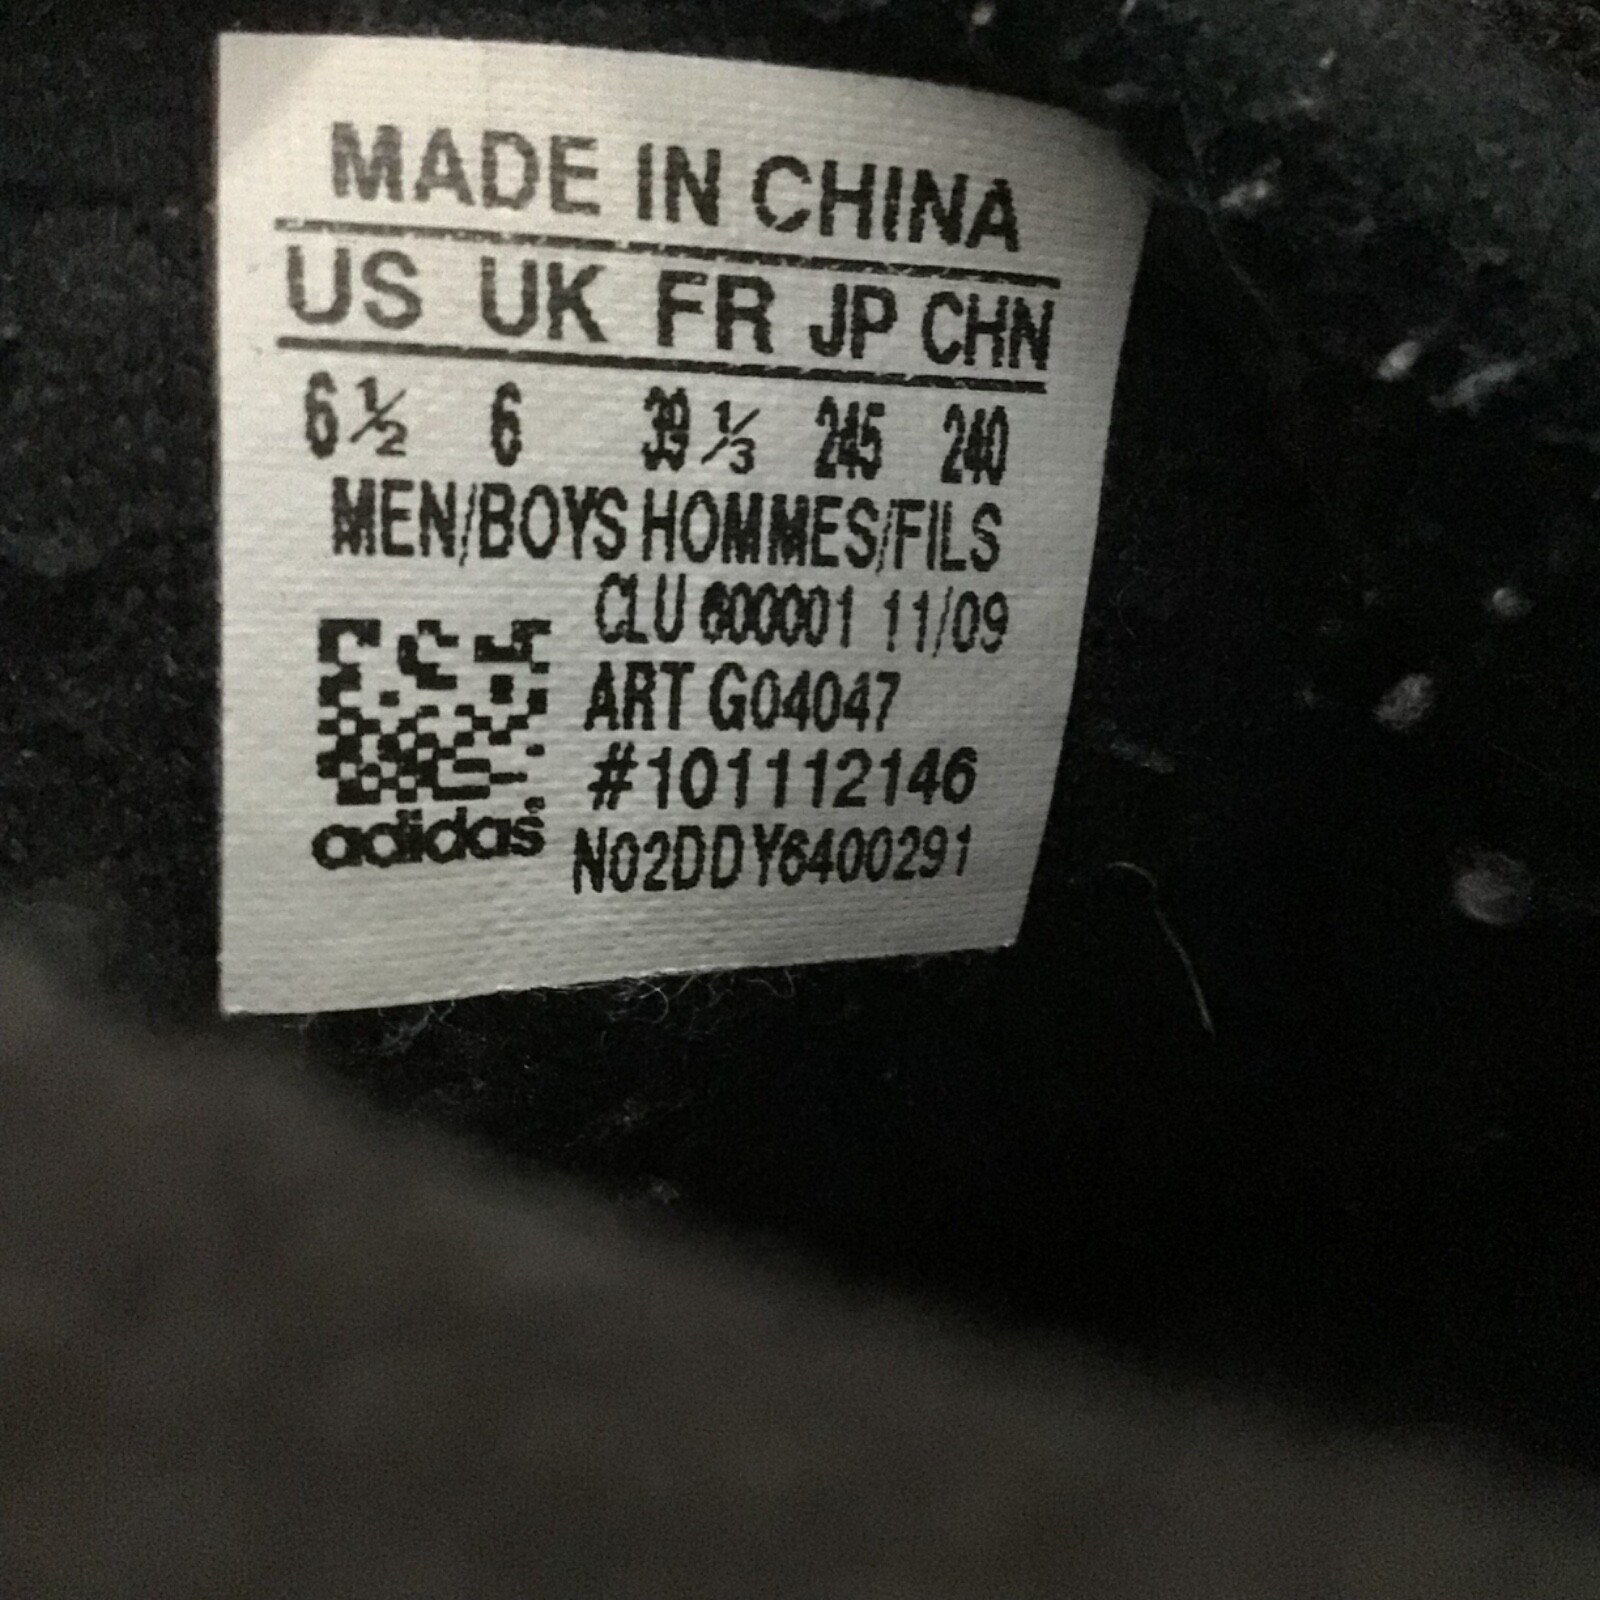 MADE IN CHINA
US UK FR JP CHN
6 ½ 6 39 ⅓ 245 240
MEN/BOYS HOMMES/FILS
CLU 600001 11/09
ART G04047
#101112146
adidas® N02DDY6400291